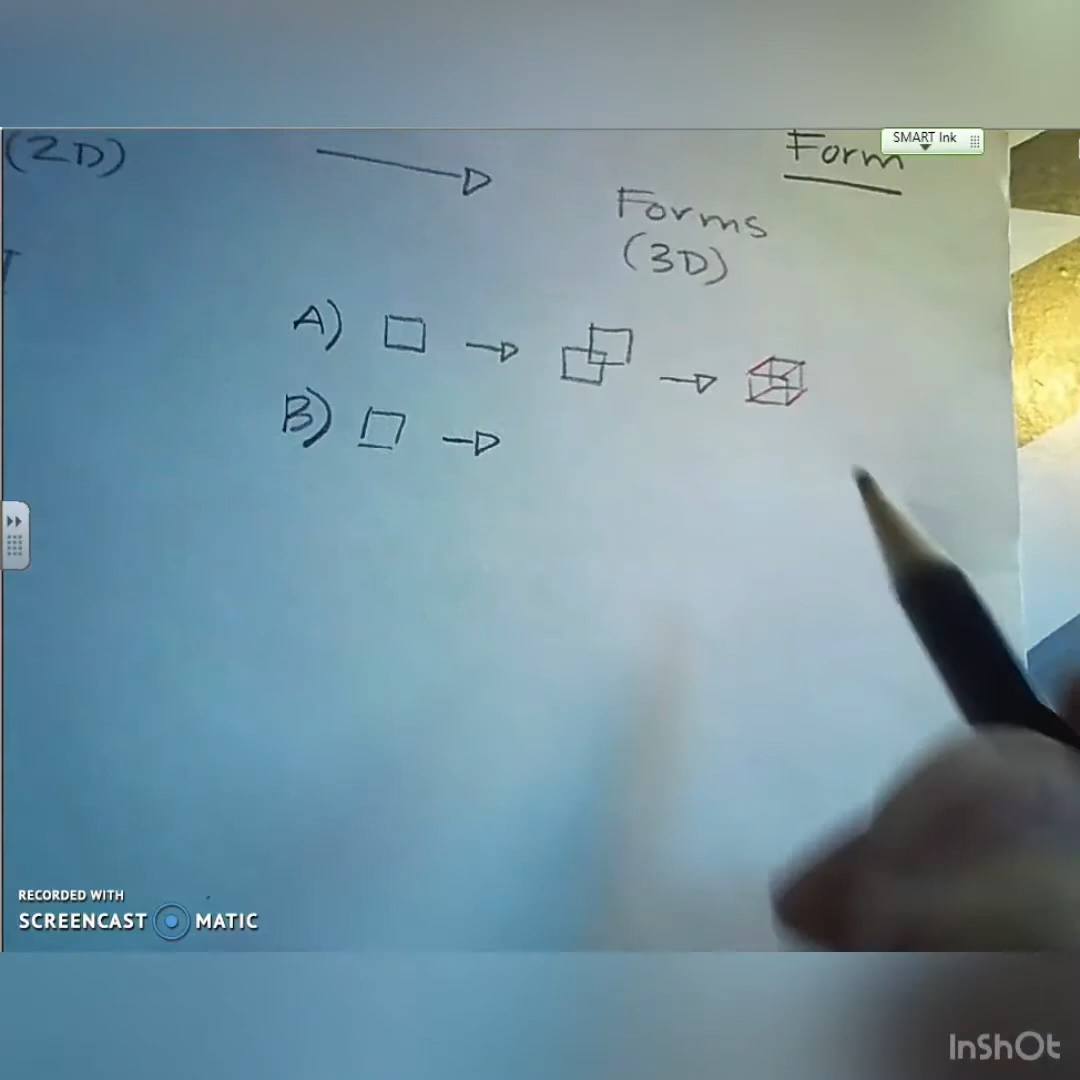 (2D)
Form
SMART Ink
Forms
(3D)
A)
B)
RECORDED WITH
SCREENCAST MATIC
InShOt